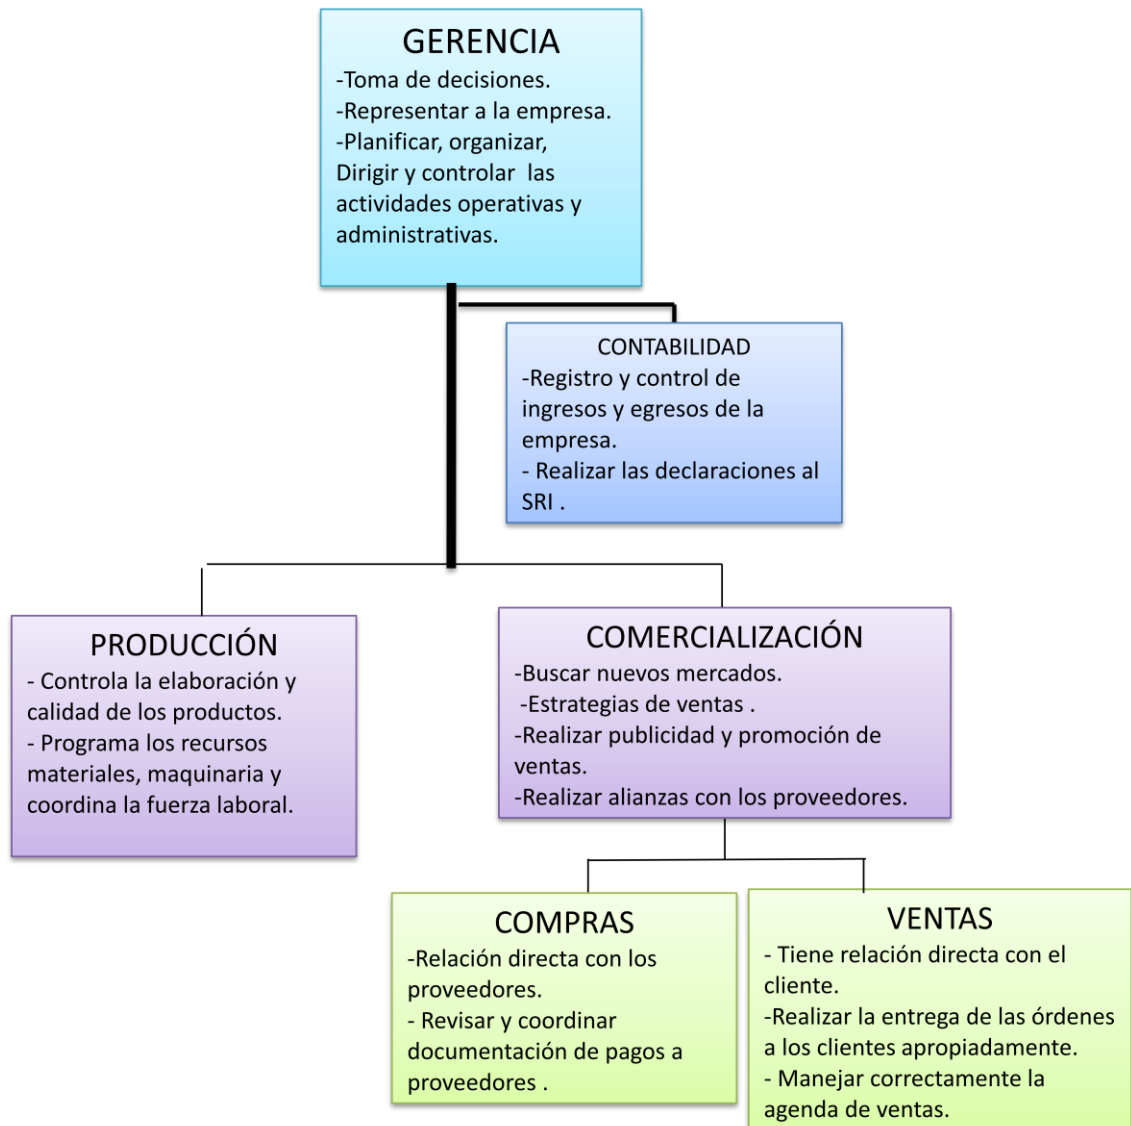 GERENCIA
-Toma de decisiones.
-Representar a la empresa.
-Planificar, organizar,
Dirigir y controlar  las
actividades operativas y
administrativas.
CONTABILIDAD
-Registro y control de
ingresos y egresos de la
empresa.
- Realizar las declaraciones al
SRI .
PRODUCCIÓN
- Controla la elaboración y
calidad de los productos.
- Programa los recursos
materiales, maquinaria y
coordina la fuerza laboral.
COMERCIALIZACIÓN
-Buscar nuevos mercados.
-Estrategias de ventas .
-Realizar publicidad y promoción de
ventas.
-Realizar alianzas con los proveedores.
COMPRAS
-Relación directa con los
proveedores.
- Revisar y coordinar
documentación de pagos a
proveedores .
VENTAS
- Tiene relación directa con el
cliente.
-Realizar la entrega de las órdenes
a los clientes apropiadamente.
- Manejar correctamente la
agenda de ventas.